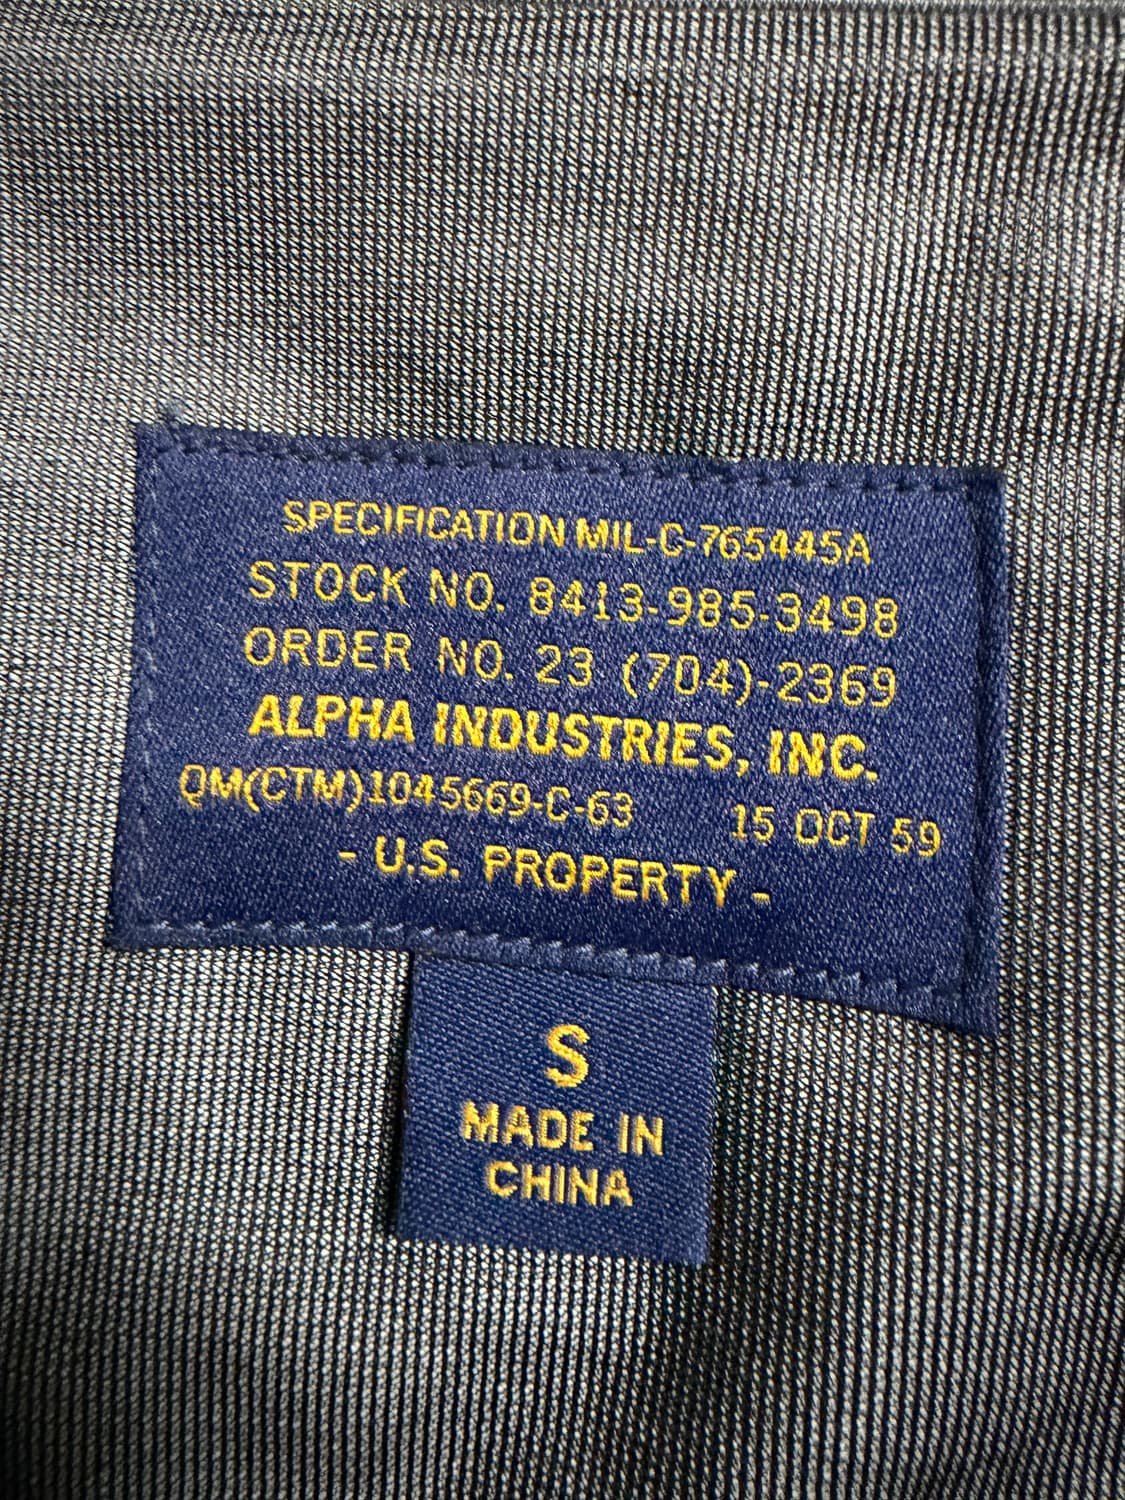 SPECIFICATION MIL-C-765445A
STOCK NO. 8413-985-3498
ORDER NO. 23 (704)-2369
ALPHA INDUSTRIES, INC.
QM(CTM)1045669-C-63 15 OCT 59
- U.S. PROPERTY -
S
MADE IN
CHINA